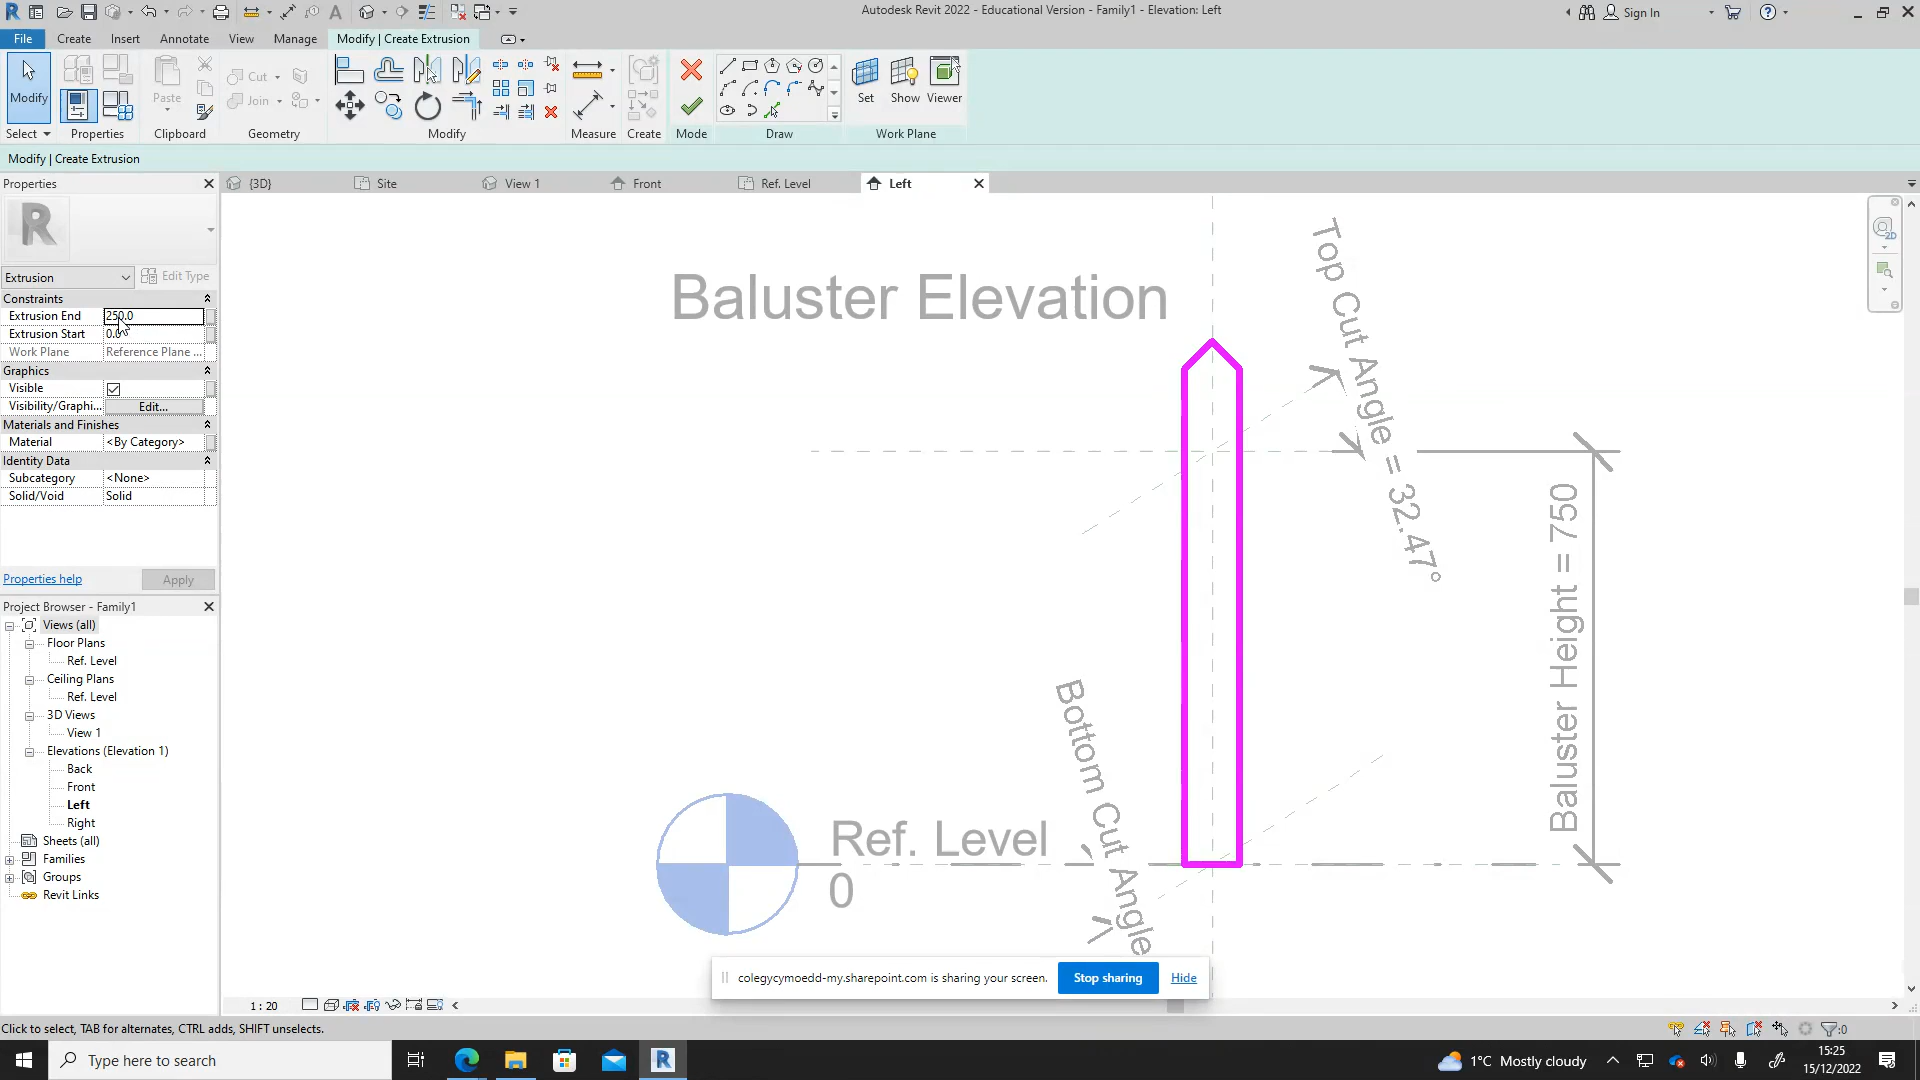 Autodesk Revit 2022 - Educational Version - Family1 - Elevation: Left
Sign In
File
Create
Insert
Annotate
View
Manage
Modify | Create Extrusion
Modify
Paste
Cut
Join
Set
Show
Viewer
Select
Properties
Clipboard
Geometry
Modify
Measure
Create
Mode
Draw
Work Plane
Modify | Create Extrusion
Properties
{3D}
Site
View 1
Front
Ref. Level
Left
R
Extrusion
Edit Type
Constraints
Extrusion End
250.0
Extrusion Start
0.0
Work Plane
Reference Plane ...
Graphics
Visible
Visibility/Graphi...
Edit...
Materials and Finishes
Material
<By Category>
Identity Data
Subcategory
<None>
Solid/Void
Solid
Properties help
Apply
Project Browser - Family1
Views (all)
Floor Plans
Ref. Level
Ceiling Plans
Ref. Level
3D Views
View 1
Elevations (Elevation 1)
Back
Front
Left
Right
Sheets (all)
Families
Groups
Revit Links
Baluster Elevation
Top Cut Angle = 32.47°
Baluster Height = 750
Bottom Cut Angle
Ref. Level
0
colegycymoedd-my.sharepoint.com is sharing your screen.
Stop sharing
Hide
1 : 20
Click to select, TAB for alternates, CTRL adds, SHIFT unselects.
:0
Type here to search
1°C Mostly cloudy
15:25
15/12/2022